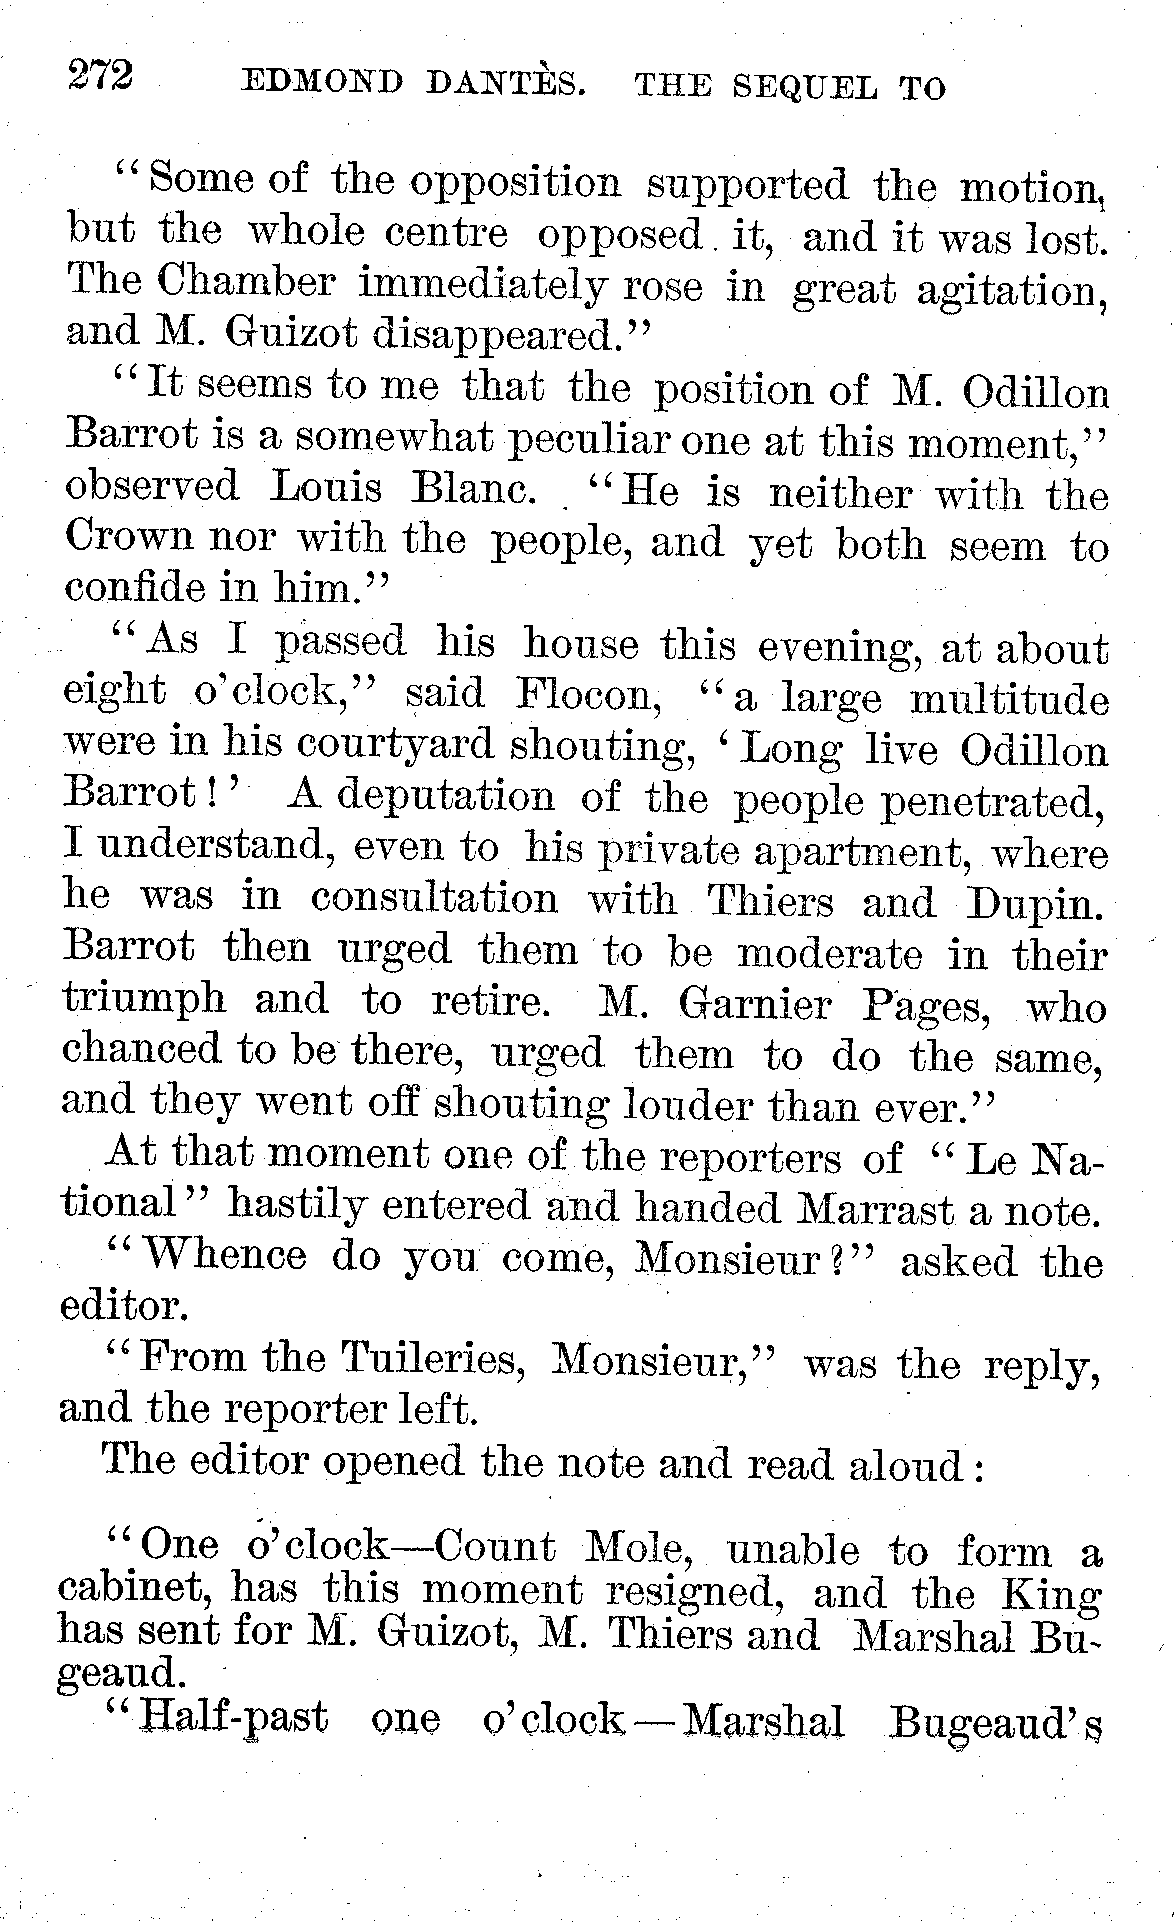 272 EDMOND DANTÈS. THE SEQUEL TO
"Some of the opposition supported the motion,
but the whole centre opposed it, and it was lost.
The Chamber immediately rose in great agitation,
and M. Guizot disappeared."
"It seems to me that the position of M. Odillon
Barrot is a somewhat peculiar one at this moment,"
observed Louis Blanc. "He is neither with the
Crown nor with the people, and yet both seem to
confide in him."
"As I passed his house this evening, at about
eight o'clock," said Flocon, "a large multitude
were in his courtyard shouting, 'Long live Odillon
Barrot!' A deputation of the people penetrated,
I understand, even to his private apartment, where
he was in consultation with Thiers and Dupin.
Barrot then urged them to be moderate in their
triumph and to retire. M. Garnier Pages, who
chanced to be there, urged them to do the same,
and they went off shouting louder than ever."
At that moment one of the reporters of "Le Na-
tional" hastily entered and handed Marrast a note.
"Whence do you come, Monsieur?" asked the
editor.
"From the Tuileries, Monsieur," was the reply,
and the reporter left.
The editor opened the note and read aloud:
"One o'clock—Count Mole, unable to form a
cabinet, has this moment resigned, and the King
has sent for M. Guizot, M. Thiers and Marshal Bu-
geaud.
"Half-past one o'clock—Marshal Bugeaud's